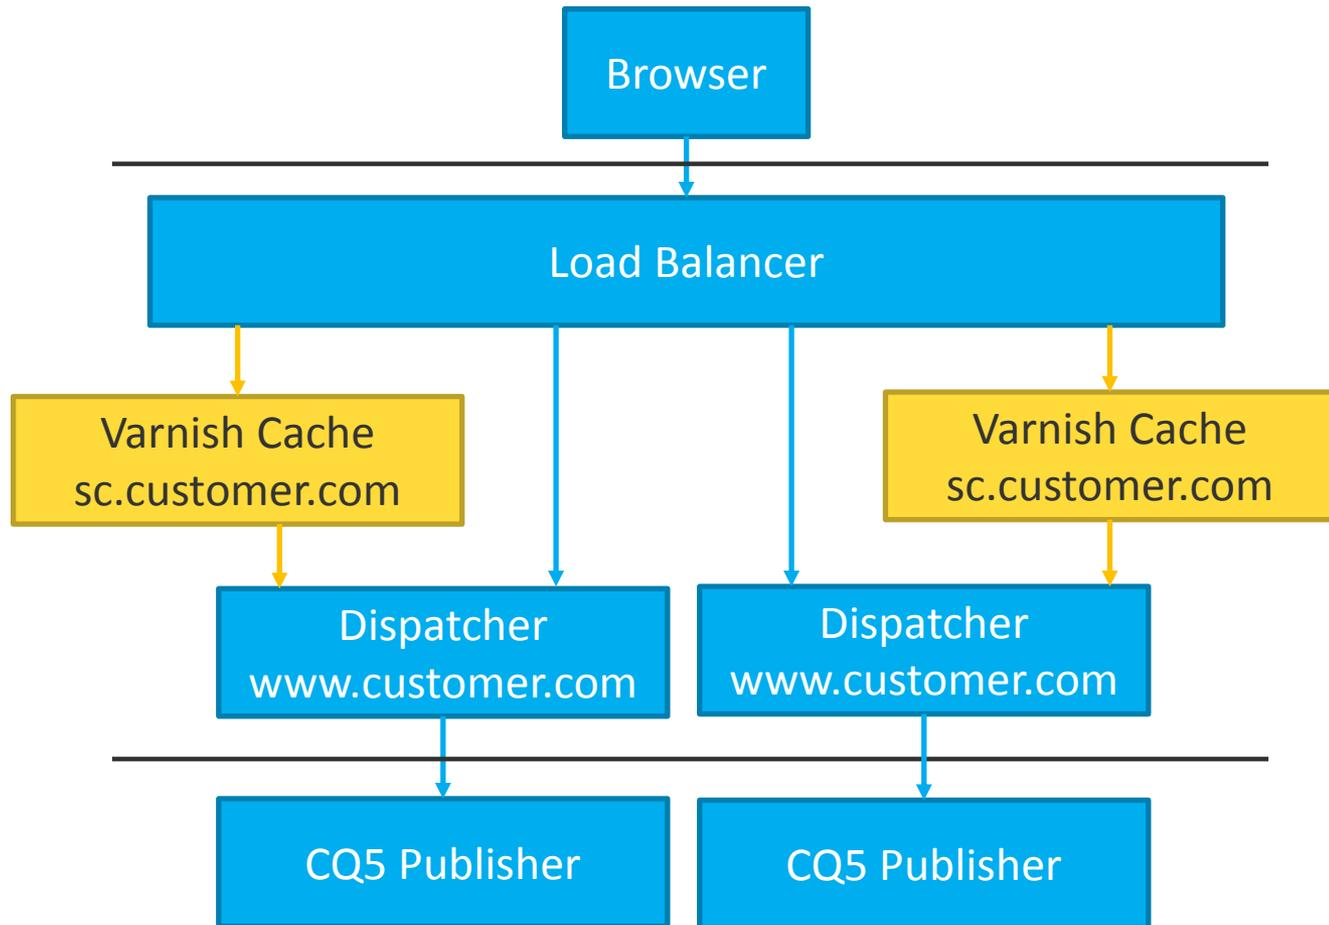 Browser
Load Balancer
Varnish Cache
sc.customer.com
Varnish Cache
sc.customer.com
Dispatcher
www.customer.com
Dispatcher
www.customer.com
CQ5 Publisher
CQ5 Publisher